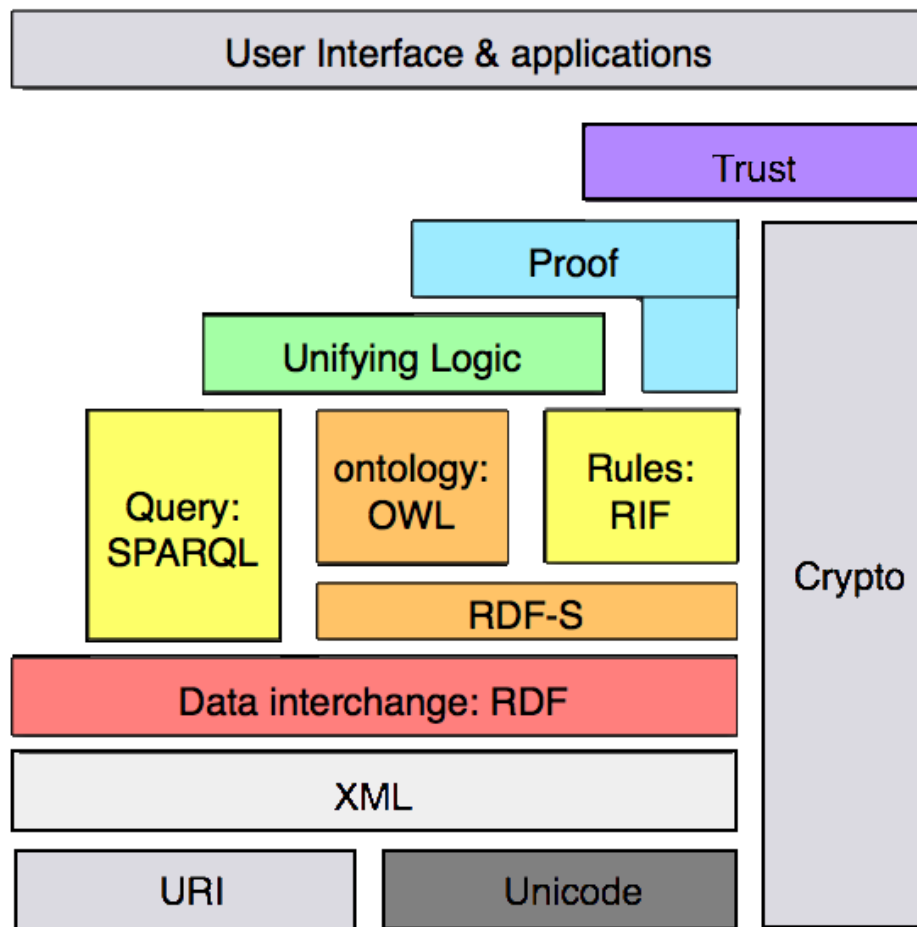 User Interface & applications
Trust
Proof
Unifying Logic
Query:
SPARQL
ontology:
OWL
Rules:
RIF
Crypto
RDF-S
Data interchange: RDF
XML
URI
Unicode